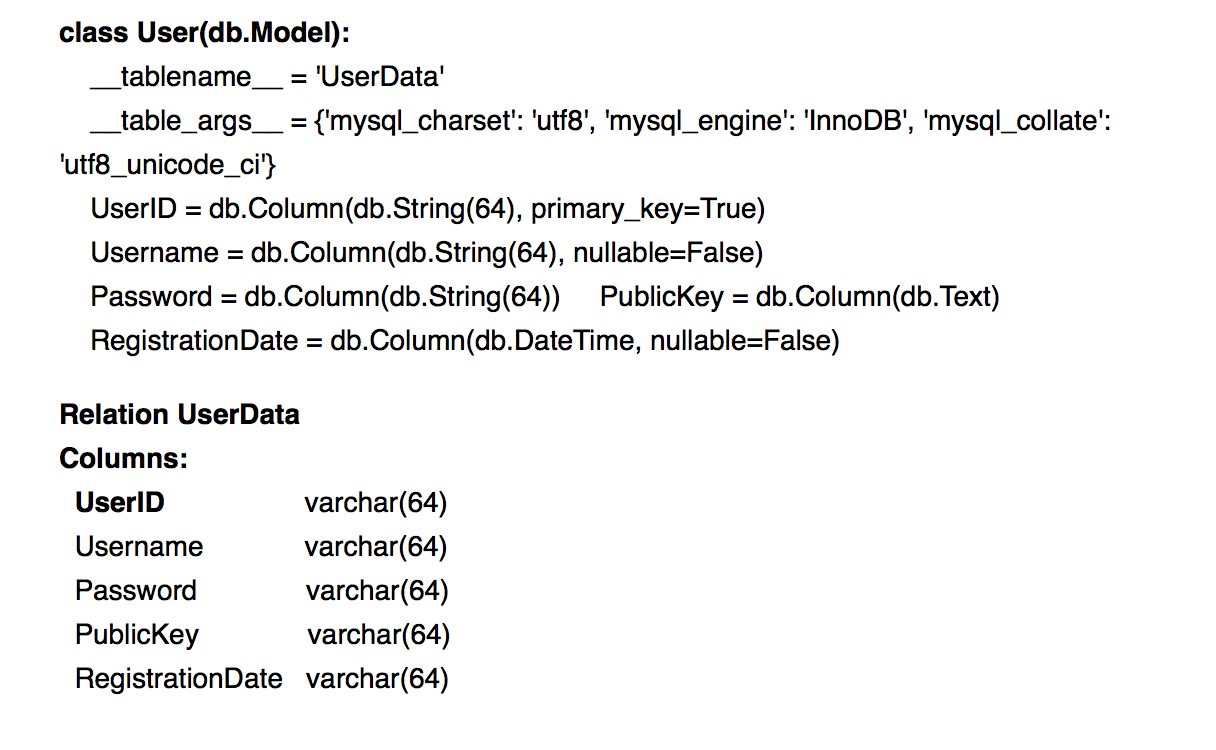 class User(db.Model):
__tablename__ = 'UserData'
__table_args__ = {'mysql_charset': 'utf8', 'mysql_engine': 'InnoDB', 'mysql_collate':
'utf8_unicode_ci'}
UserID = db.Column(db.String(64), primary_key=True)
Username = db.Column(db.String(64), nullable=False)
Password = db.Column(db.String(64)) PublicKey = db.Column(db.Text)
RegistrationDate = db.Column(db.DateTime, nullable=False)
Relation UserData
Columns:
UserID varchar(64)
Username varchar(64)
Password varchar(64)
PublicKey varchar(64)
RegistrationDate varchar(64)